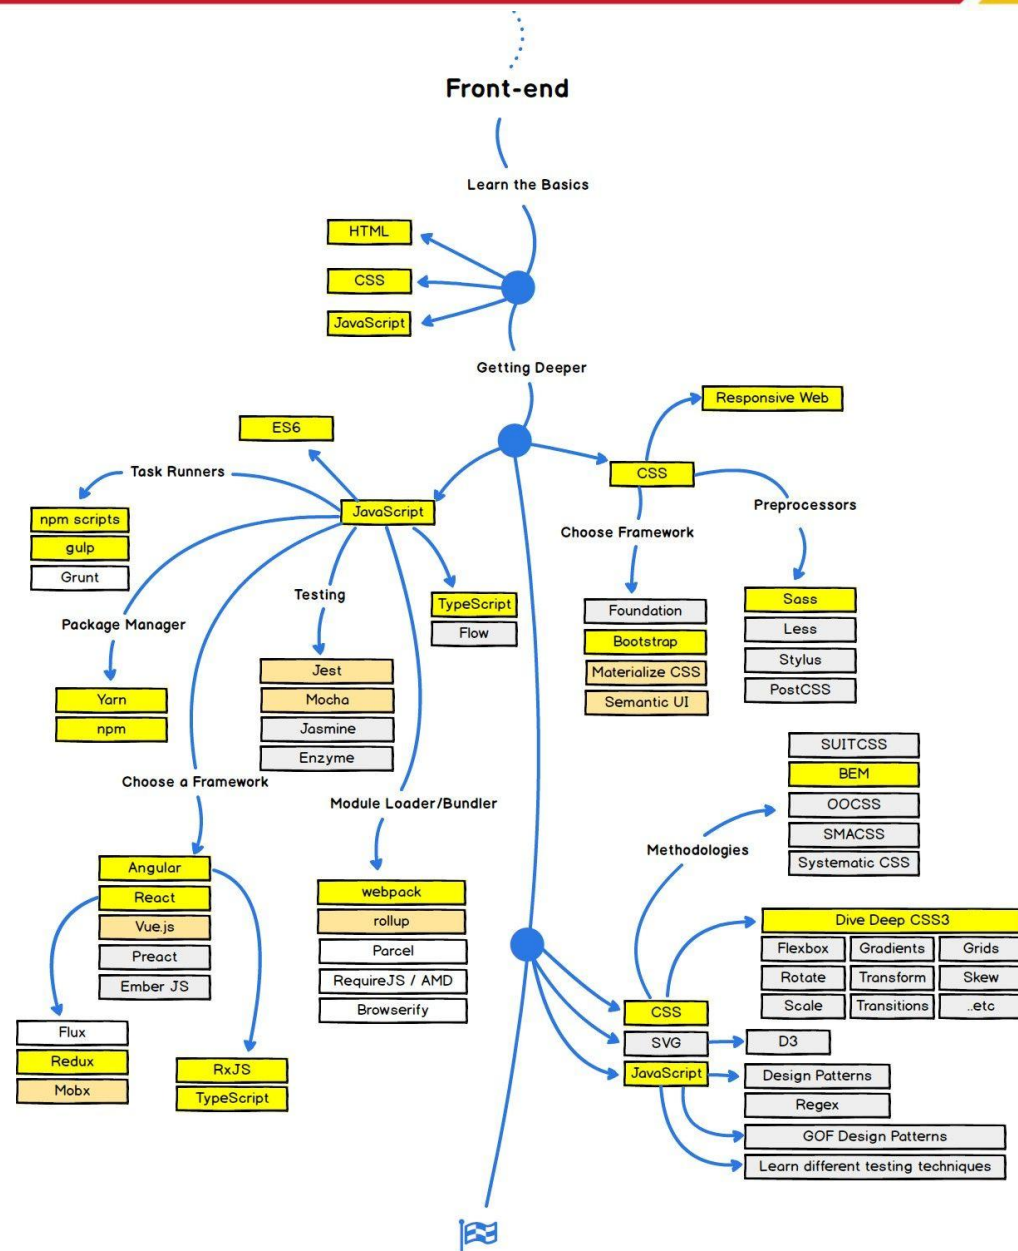 Front-end
Learn the Basics
HTML
CSS
JavaScript
Getting Deeper
Responsive Web
ES6
CSS
Task Runners
Preprocessors
npm scripts
gulp
Grunt
JavaScript
Choose Framework
Testing
TypeScript
Flow
Foundation
Bootstrap
Materialize CSS
Semantic UI
Sass
Less
Stylus
PostCSS
Package Manager
Yarn
npm
Jest
Mocha
Jasmine
Enzyme
Choose a Framework
Module Loader/Bundler
SUITCSS
BEM
OOCSS
SMACSS
Systematic CSS
Methodologies
Angular
React
Vue.js
Preact
Ember JS
webpack
rollup
Parcel
RequireJS / AMD
Browserify
Dive Deep CSS3
Flexbox Gradients Grids
Rotate Transform Skew
Scale Transitions ..etc
Flux
Redux
Mobx
RxJS
TypeScript
CSS
SVG
JavaScript
D3
Design Patterns
Regex
GOF Design Patterns
Learn different testing techniques